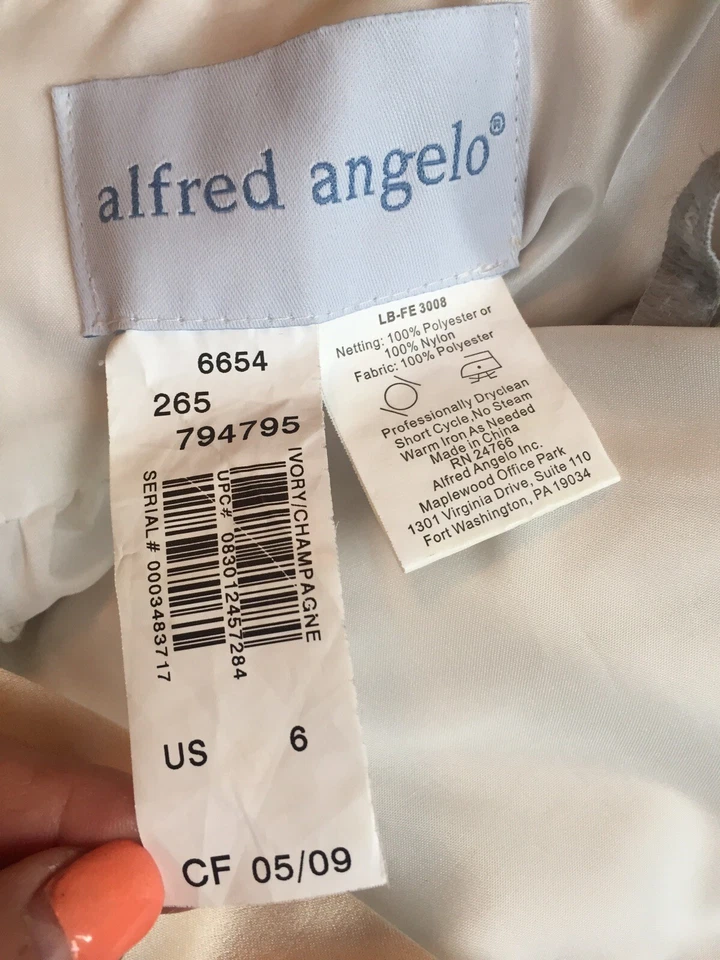 alfred angelo®
6654
265
794795
IVORY/CHAMPAGNE
UPC# 083012457284
SERIAL # 0003483717
US 6
CF 05/09
LB-FE 3008
Netting: 100% Polyester or
100% Nylon
Fabric: 100% Polyester
Professionally Dryclean
Short Cycle,No Steam
Warm Iron As Needed
Made in China
RN 24766
Alfred Angelo Inc.
Maplewood Office Park
1301 Virginia Drive, Suite 110
Fort Washington, PA 19034